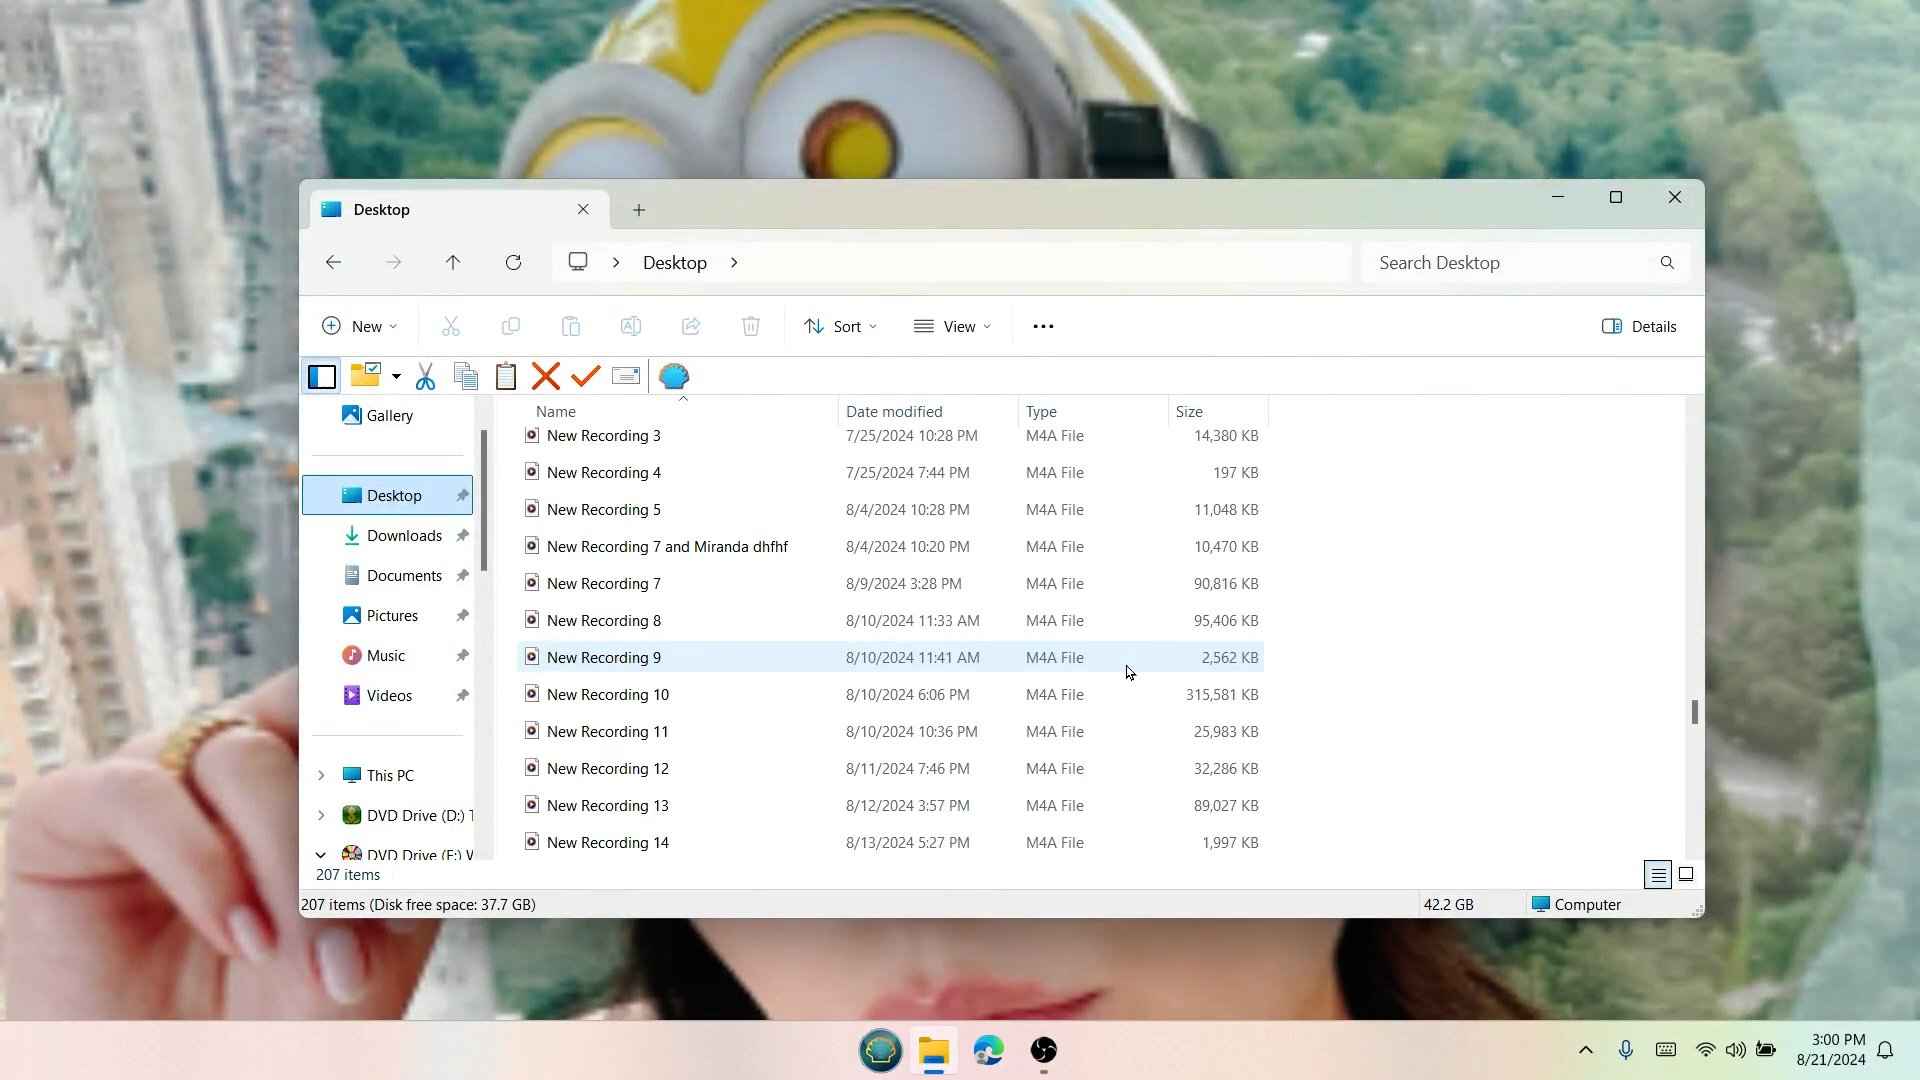 Desktop
Desktop
Search Desktop
New
Sort
View
Details
Name Date modified Type Size
Gallery
Desktop
Downloads
Documents
Pictures
Music
Videos
This PC
DVD Drive (D:) T
DVD Drive (F:) W
New Recording 3 7/25/2024 10:28 PM M4A File 14,380 KB
New Recording 4 7/25/2024 7:44 PM M4A File 197 KB
New Recording 5 8/4/2024 10:28 PM M4A File 11,048 KB
New Recording 7 and Miranda dhfhf 8/4/2024 10:20 PM M4A File 10,470 KB
New Recording 7 8/9/2024 3:28 PM M4A File 90,816 KB
New Recording 8 8/10/2024 11:33 AM M4A File 95,406 KB
New Recording 9 8/10/2024 11:41 AM M4A File 2,562 KB
New Recording 10 8/10/2024 6:06 PM M4A File 315,581 KB
New Recording 11 8/10/2024 10:36 PM M4A File 25,983 KB
New Recording 12 8/11/2024 7:46 PM M4A File 32,286 KB
New Recording 13 8/12/2024 3:57 PM M4A File 89,027 KB
New Recording 14 8/13/2024 5:27 PM M4A File 1,997 KB
207 items
207 items (Disk free space: 37.7 GB) 42.2 GB Computer
3:00 PM
8/21/2024